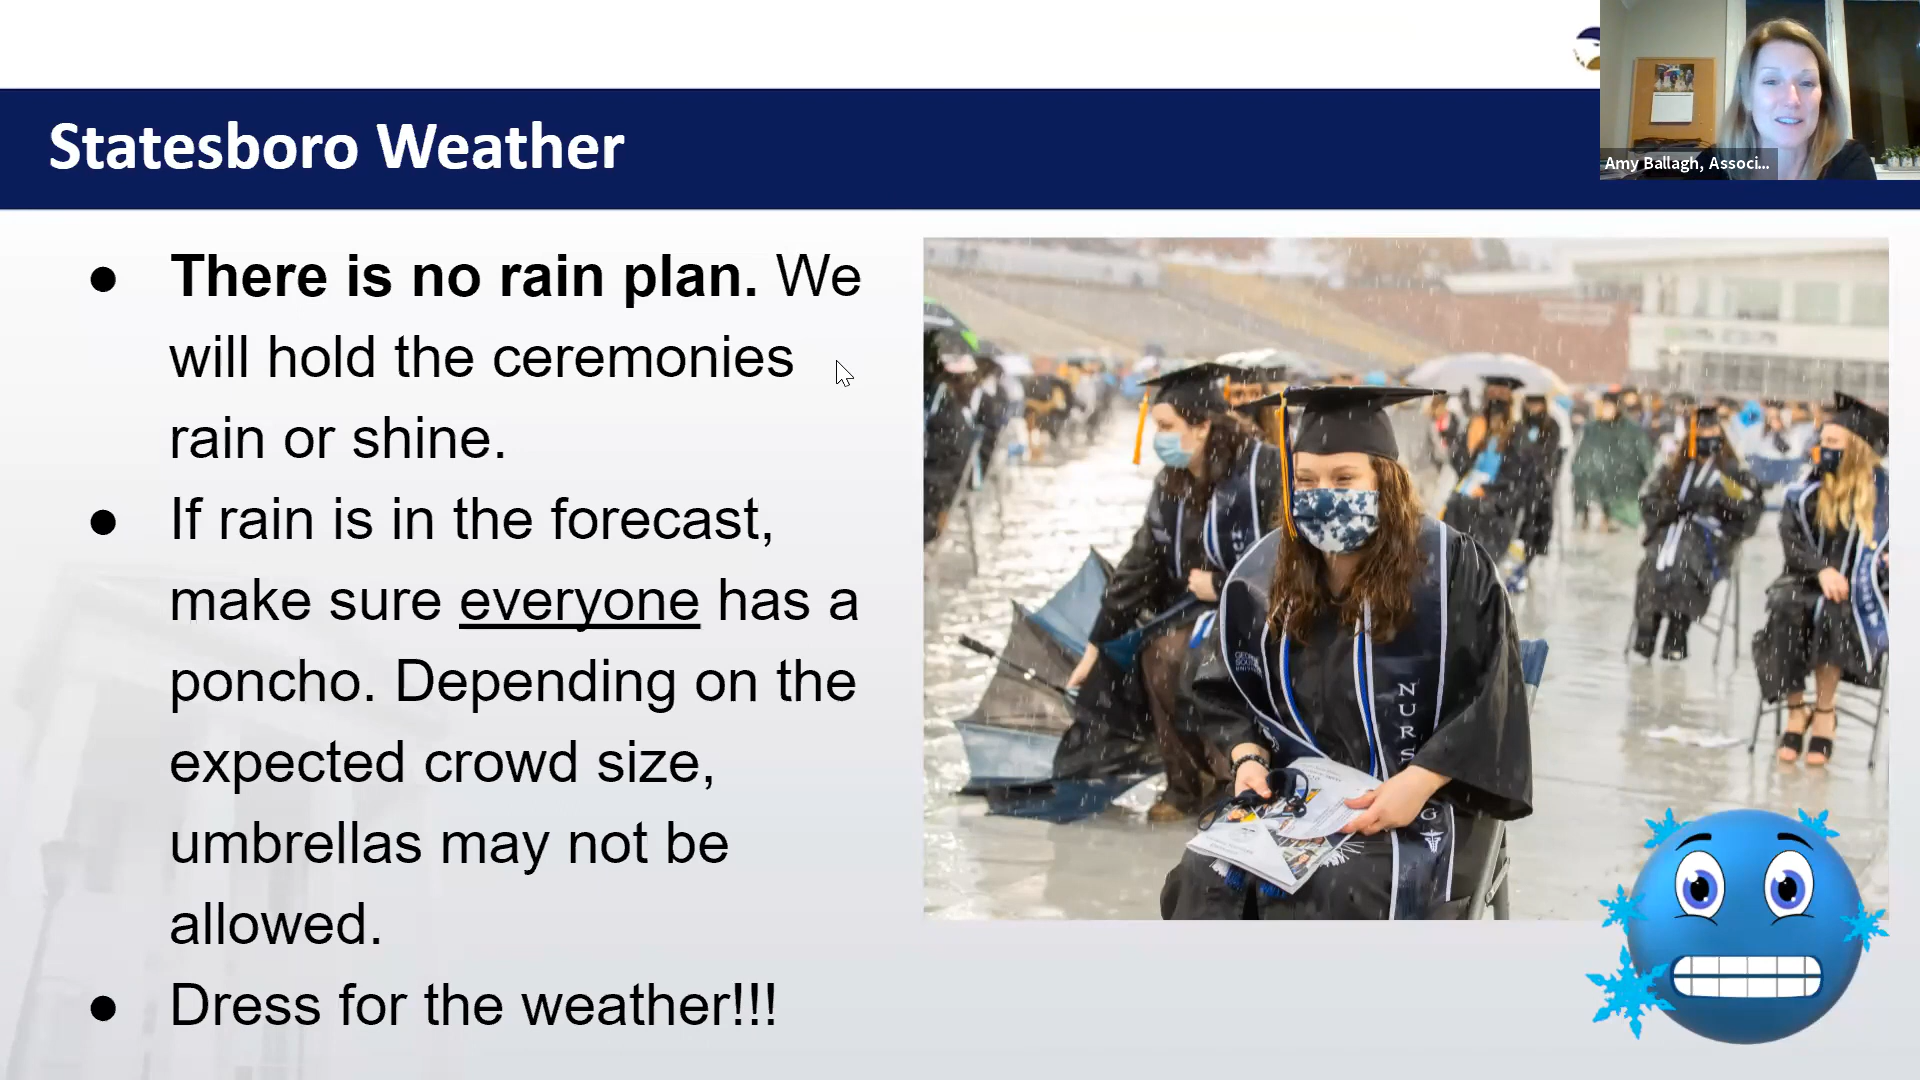 Statesboro Weather
Amy Ballagh, Associ...
● There is no rain plan. We
will hold the ceremonies
rain or shine.
● If rain is in the forecast,
make sure everyone has a
poncho. Depending on the
expected crowd size,
umbrellas may not be
allowed.
● Dress for the weather!!!
NURS
G